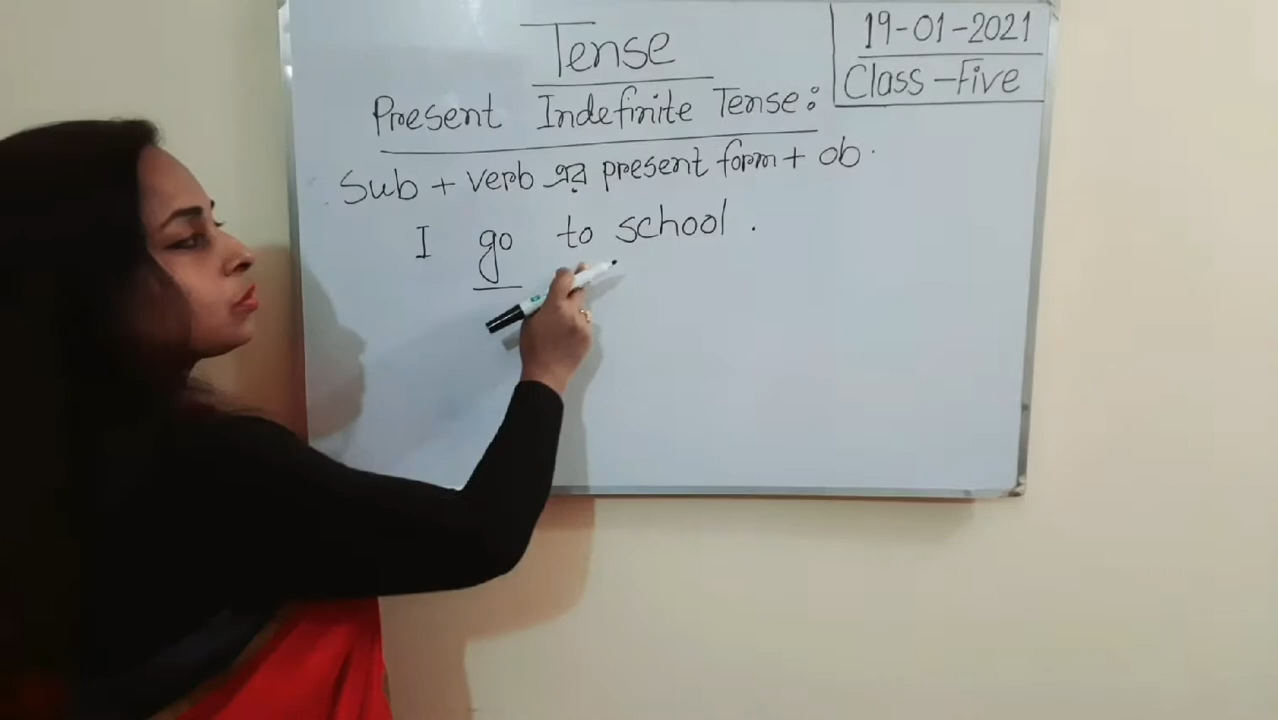 Tense
19-01-2021
Class-Five
Present Indefinite Tense:
Sub + verb এর present form + ob.
I go to school.